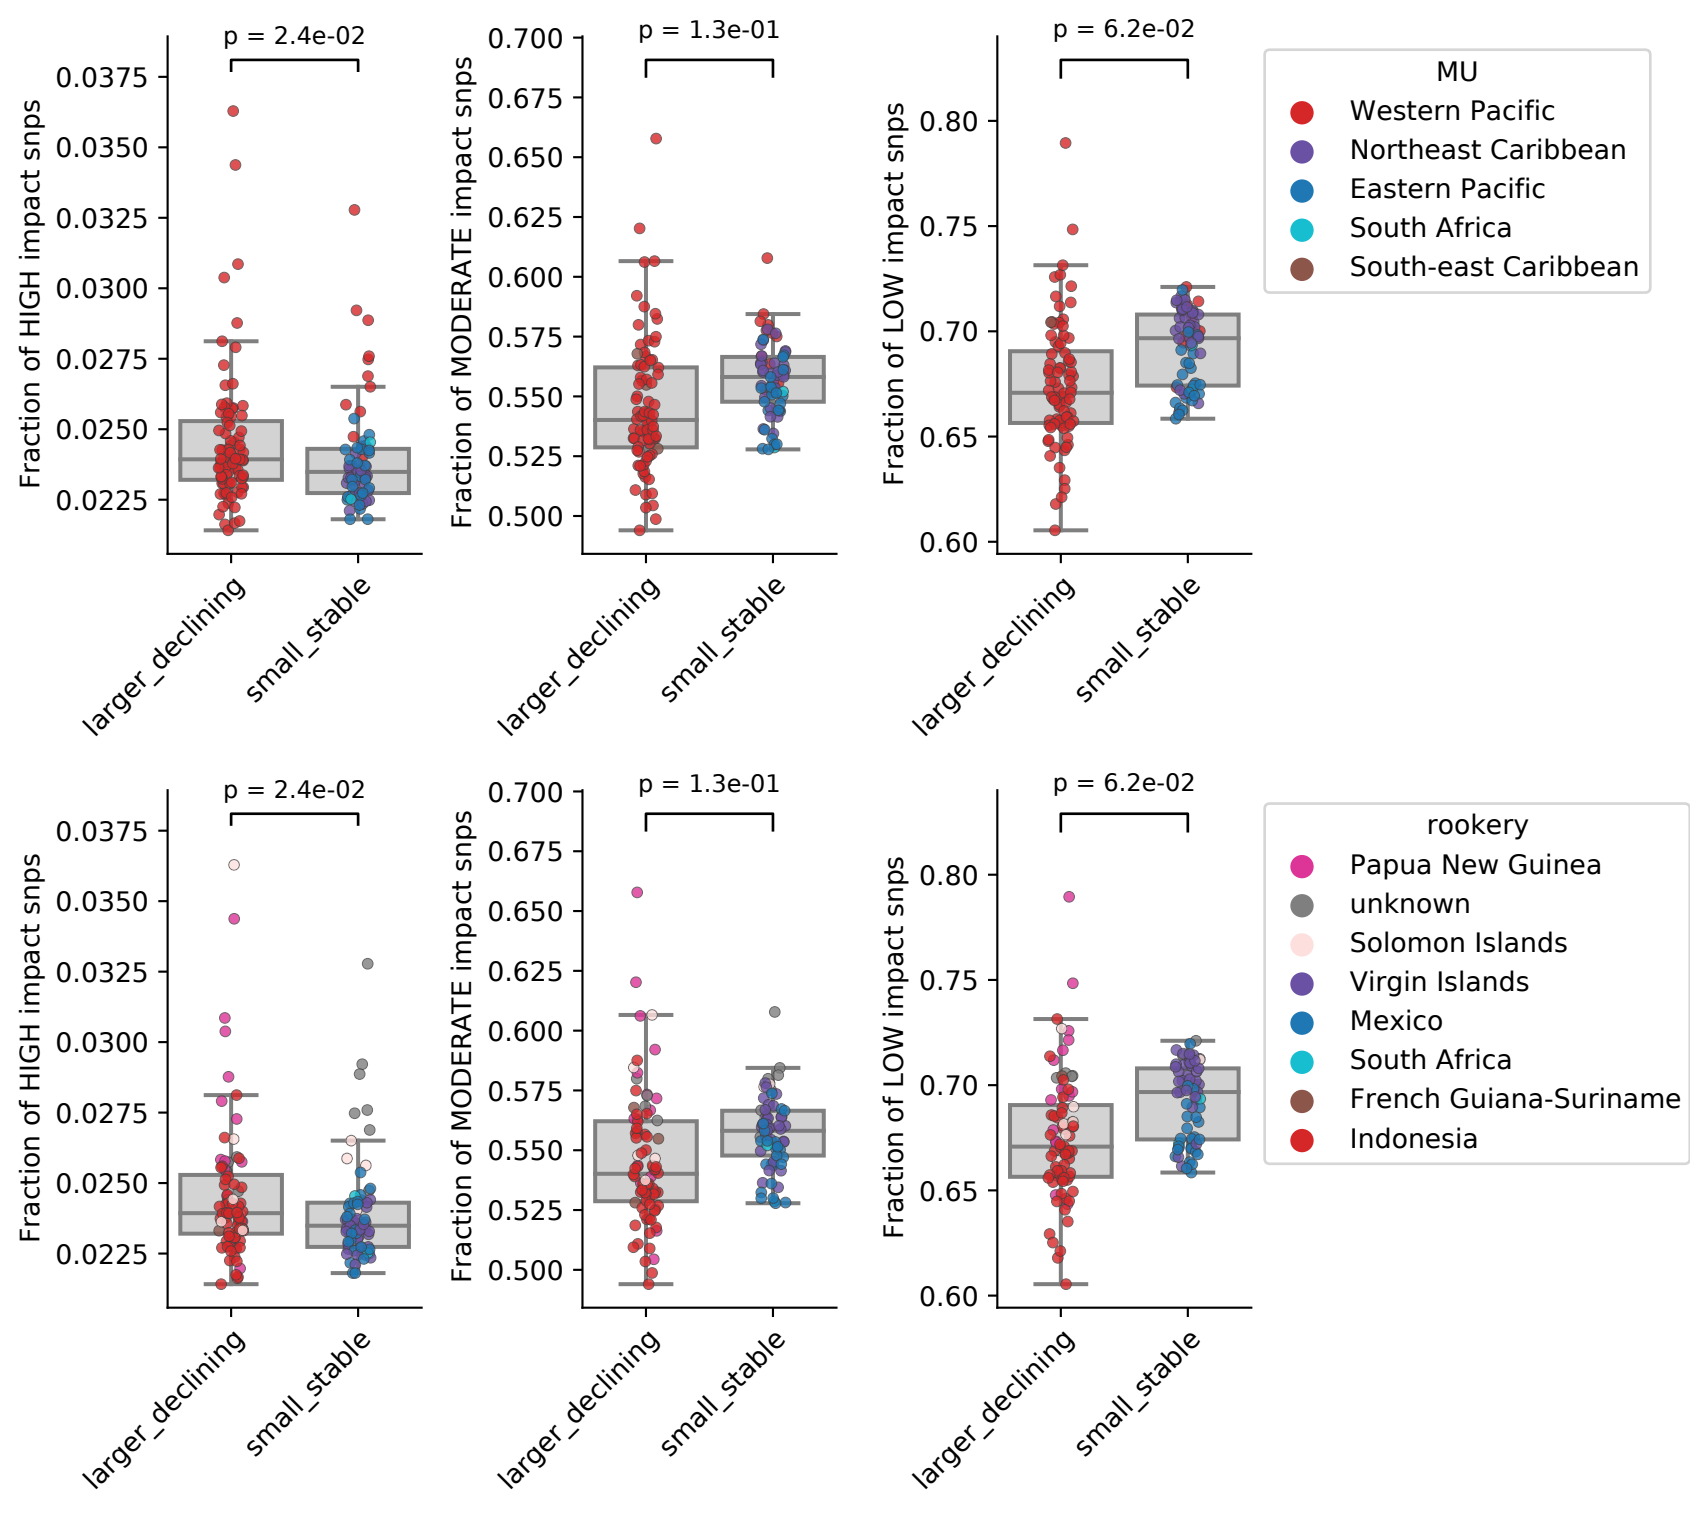 p = 2.4e-02
p = 1.3e-01
p = 6.2e-02
Fraction of HIGH impact snps
0.0375
0.0350
0.0325
0.0300
0.0275
0.0250
0.0225
larger_declining
small_stable
Fraction of MODERATE impact snps
0.700
0.675
0.650
0.625
0.600
0.575
0.550
0.525
0.500
larger_declining
small_stable
Fraction of LOW impact snps
0.80
0.75
0.70
0.65
0.60
larger_declining
small_stable
MU
Western Pacific
Northeast Caribbean
Eastern Pacific
South Africa
South-east Caribbean
p = 2.4e-02
p = 1.3e-01
p = 6.2e-02
Fraction of HIGH impact snps
0.0375
0.0350
0.0325
0.0300
0.0275
0.0250
0.0225
larger_declining
small_stable
Fraction of MODERATE impact snps
0.700
0.675
0.650
0.625
0.600
0.575
0.550
0.525
0.500
larger_declining
small_stable
Fraction of LOW impact snps
0.80
0.75
0.70
0.65
0.60
larger_declining
small_stable
rookery
Papua New Guinea
unknown
Solomon Islands
Virgin Islands
Mexico
South Africa
French Guiana-Suriname
Indonesia